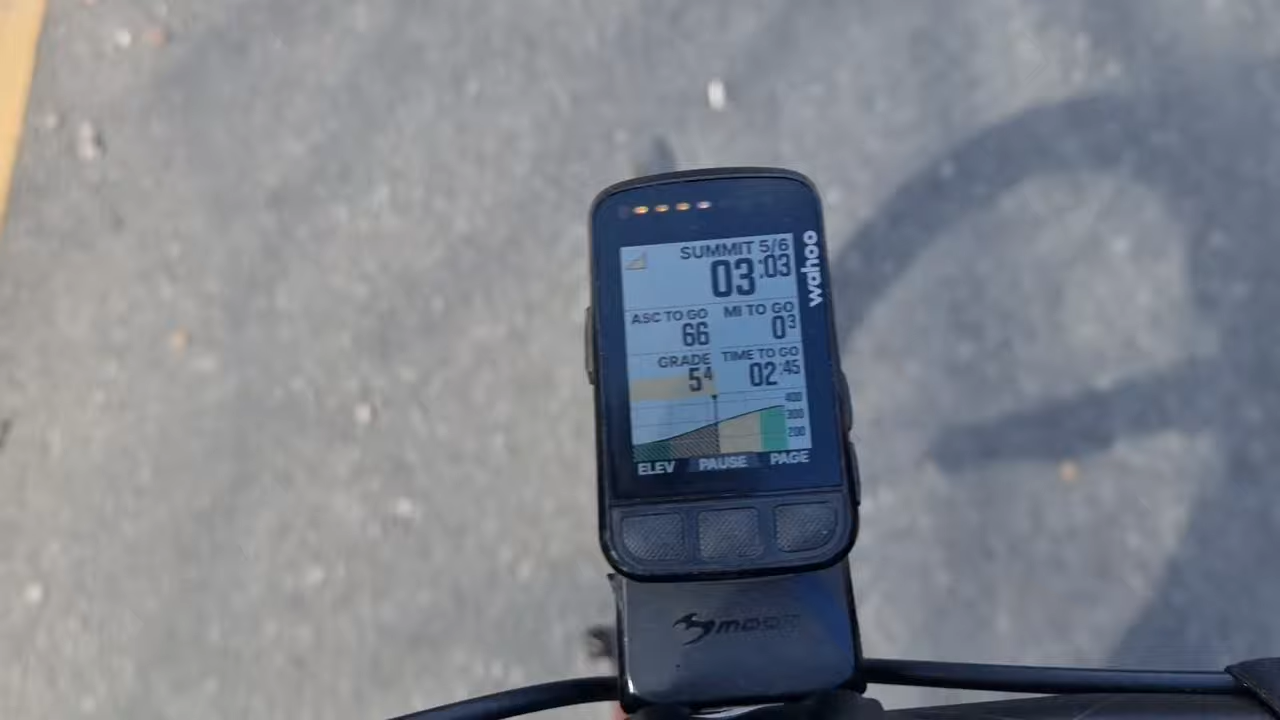 SUMMIT 5/6
03:03
wahoo
ASC TO GO MI TO GO
66 0³
GRADE TIME TO GO
5⁴ 02:45
400
300
200
ELEV PAUSE PAGE
MOON